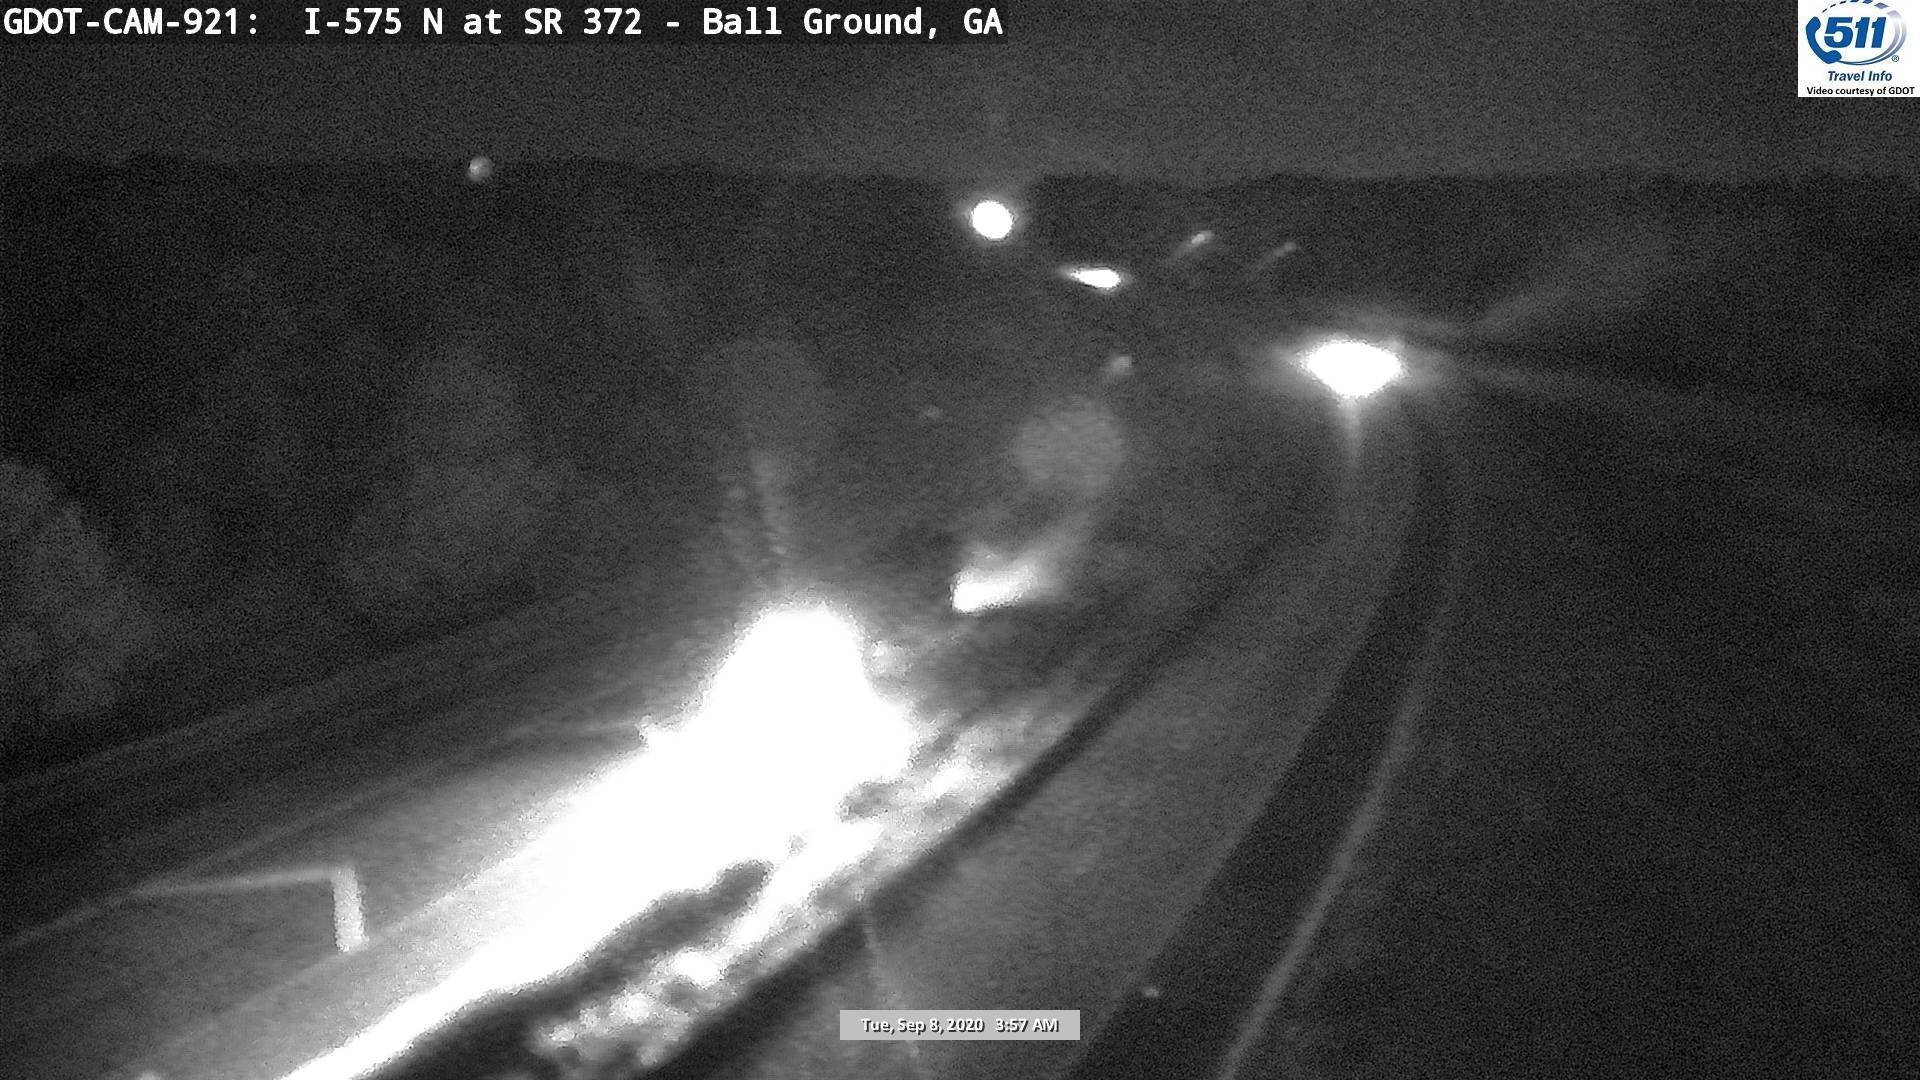 GDOT-CAM-921: I-575 N at SR 372 - Ball Ground, GA
511
®
Travel Info
Video courtesy of GDOT
Tue, Sep 8, 2020 3:57 AM